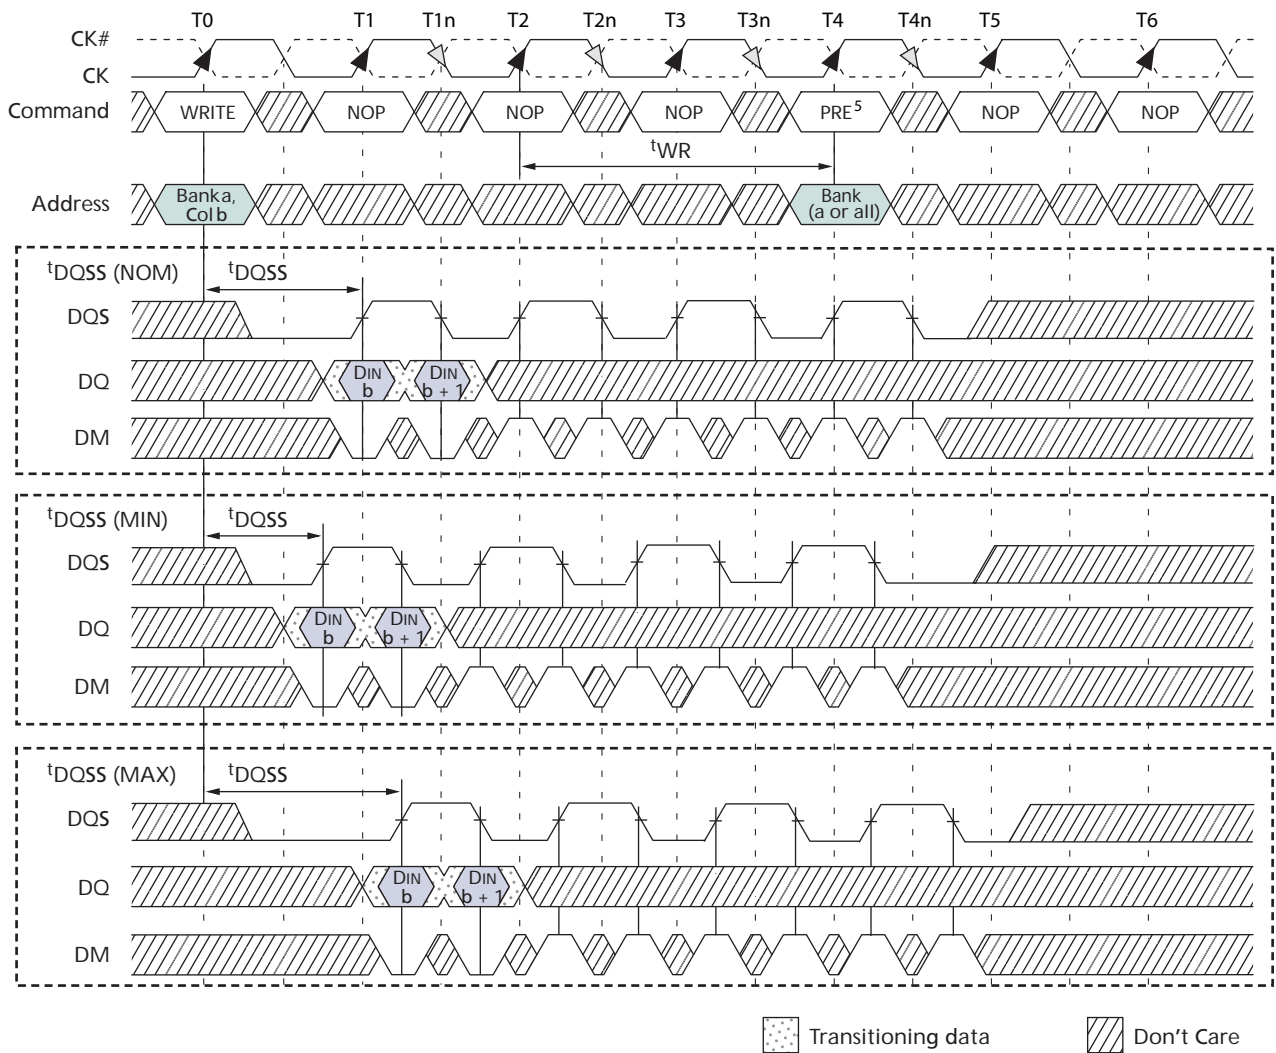 T0 T1 T1n T2 T2n T3 T3n T4 T4n T5 T6
CK#
CK
Command WRITE NOP NOP NOP PRE5 NOP NOP
tWR
Address Bank a, Col b Bank (a or all)
tDQSS (NOM) tDQSS
DQS
DQ DIN b DIN b + 1
DM
tDQSS (MIN) tDQSS
DQS
DQ DIN b DIN b + 1
DM
tDQSS (MAX) tDQSS
DQS
DQ DIN b DIN b + 1
DM
Transitioning data Don't Care